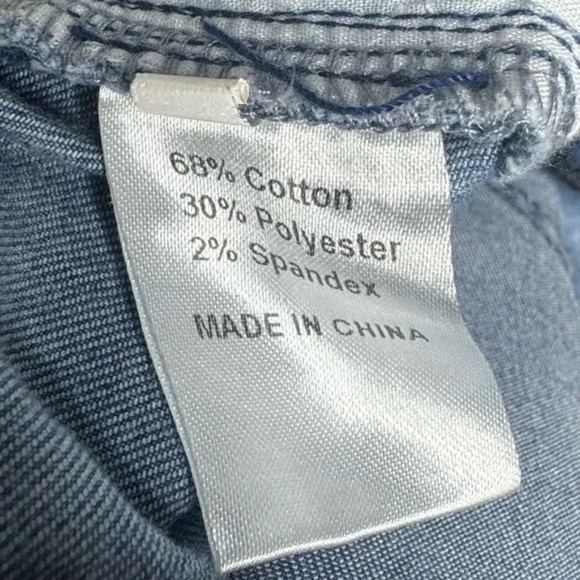 68% Cotton
30% Polyester
2% Spandex
MADE IN CHINA